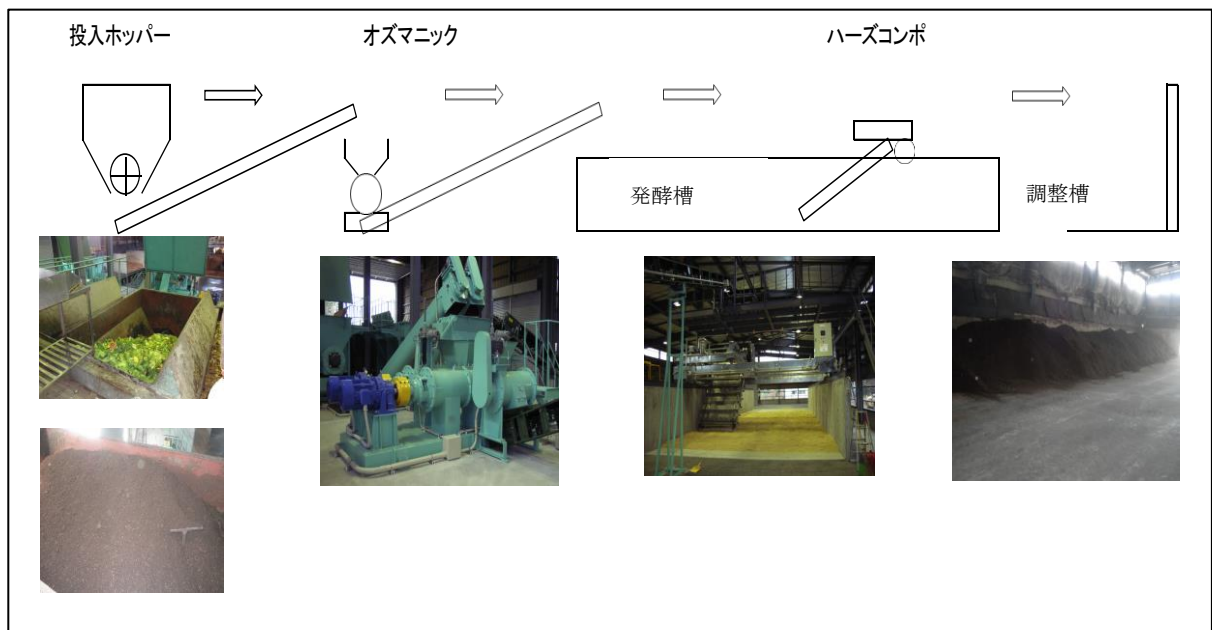 投入ホッパー
オズマニック
ハーズコンポ
発酵槽
調整槽